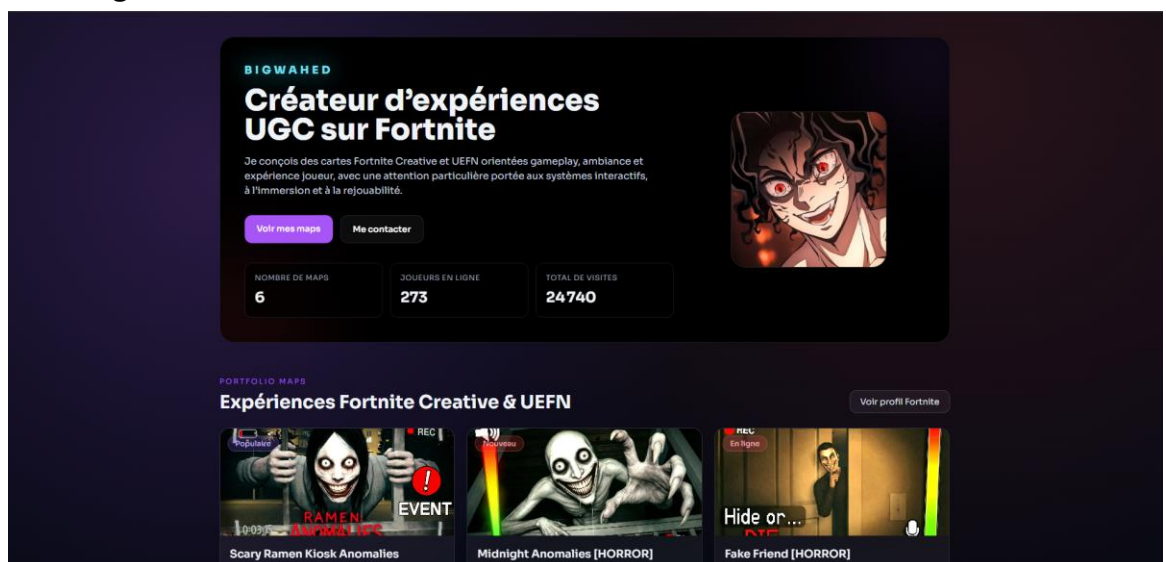 BIGWAHED
Créateur d’expériences
UGC sur Fortnite
Je conçois des cartes Fortnite Creative et UEFN orientées gameplay, ambiance et
expérience joueur, avec une attention particulière portée aux systèmes interactifs,
à l’immersion et à la rejouabilité.
Voir mes maps
Me contacter
NOMBRE DE MAPS
6
JOUEURS EN LIGNE
273
TOTAL DE VISITES
24 740
PORTFOLIO MAPS
Expériences Fortnite Creative & UEFN
Voir profil Fortnite
Populaire
REC
EVENT
RAMEN
ANOMALIES
Scary Ramen Kiosk Anomalies
Nouveau
Midnight Anomalies [HORROR]
REC
En ligne
Hide or...
DIE
Fake Friend [HORROR]